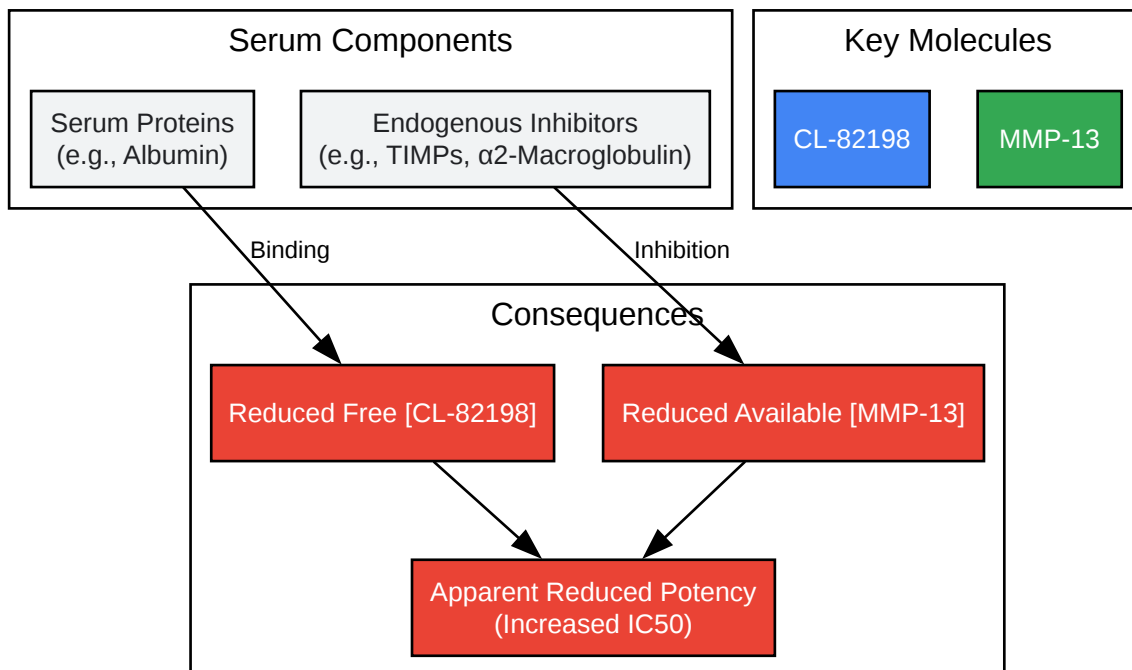 Serum Components
Key Molecules
Serum Proteins
(e.g., Albumin)
Endogenous Inhibitors
(e.g., TIMPs, α2-Macroglobulin)
CL-82198
MMP-13
Binding
Inhibition
Consequences
Reduced Free [CL-82198]
Reduced Available [MMP-13]
Apparent Reduced Potency
(Increased IC50)